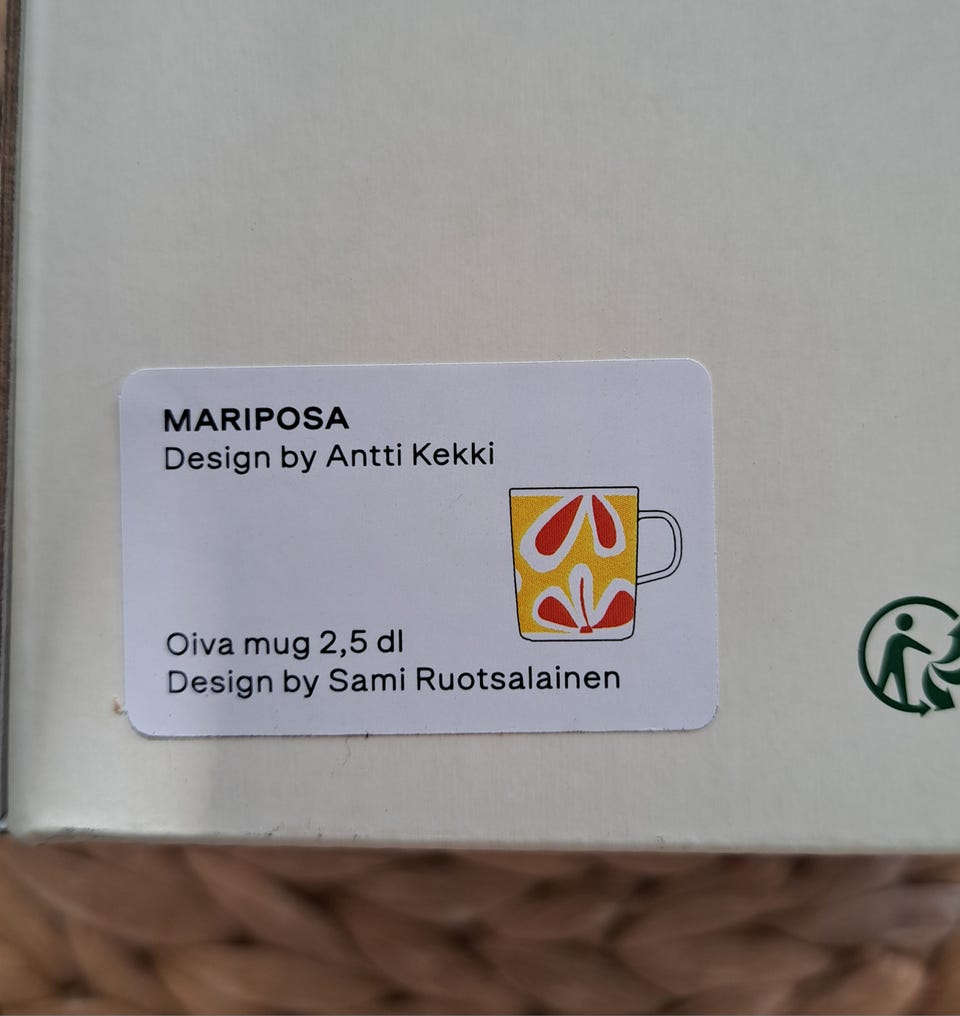 MARIPOSA
Design by Antti Kekki
Oiva mug 2,5 dl
Design by Sami Ruotsalainen